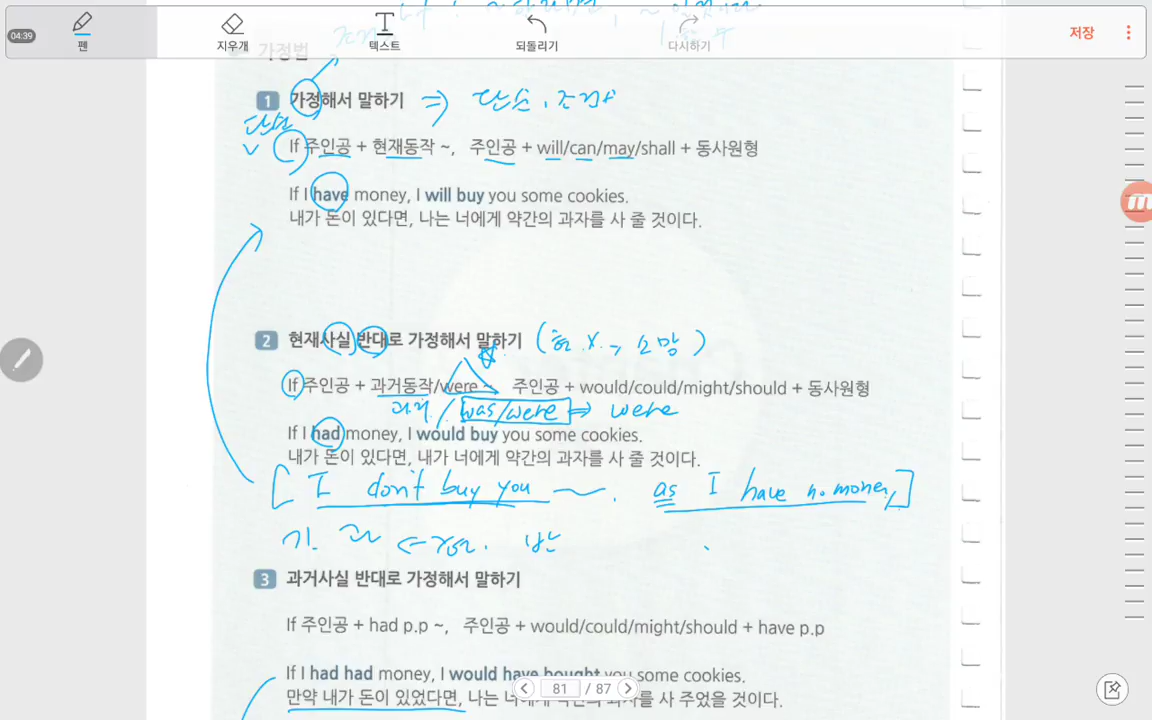 04:39
펜 지우개 텍스트 되돌리기 다시하기 저장
가정법
1 가정해서 말하기 ⇒ 단순, 조건
단순
If 주인공 + 현재동작 ~, 주인공 + will/can/may/shall + 동사원형
If I have money, I will buy you some cookies.
내가 돈이 있다면, 나는 너에게 약간의 과자를 사 줄 것이다.
2 현재사실 반대로 가정해서 말하기 (현 X, 소망)
If 주인공 + 과거동작/were ~ 주인공 + would/could/might/should + 동사원형
과거 / was/were ⇒ were
If I had money, I would buy you some cookies.
내가 돈이 있다면, 내가 너에게 약간의 과자를 사 줄 것이다.
[ I don't buy you ~. as I have no money ]
3 과거사실 반대로 가정해서 말하기
If 주인공 + had p.p ~, 주인공 + would/could/might/should + have p.p
If I had had money, I would have bought you some cookies.
만약 내가 돈이 있었다면, 나는 너에게 약간의 과자를 사 주었을 것이다.
81 / 87